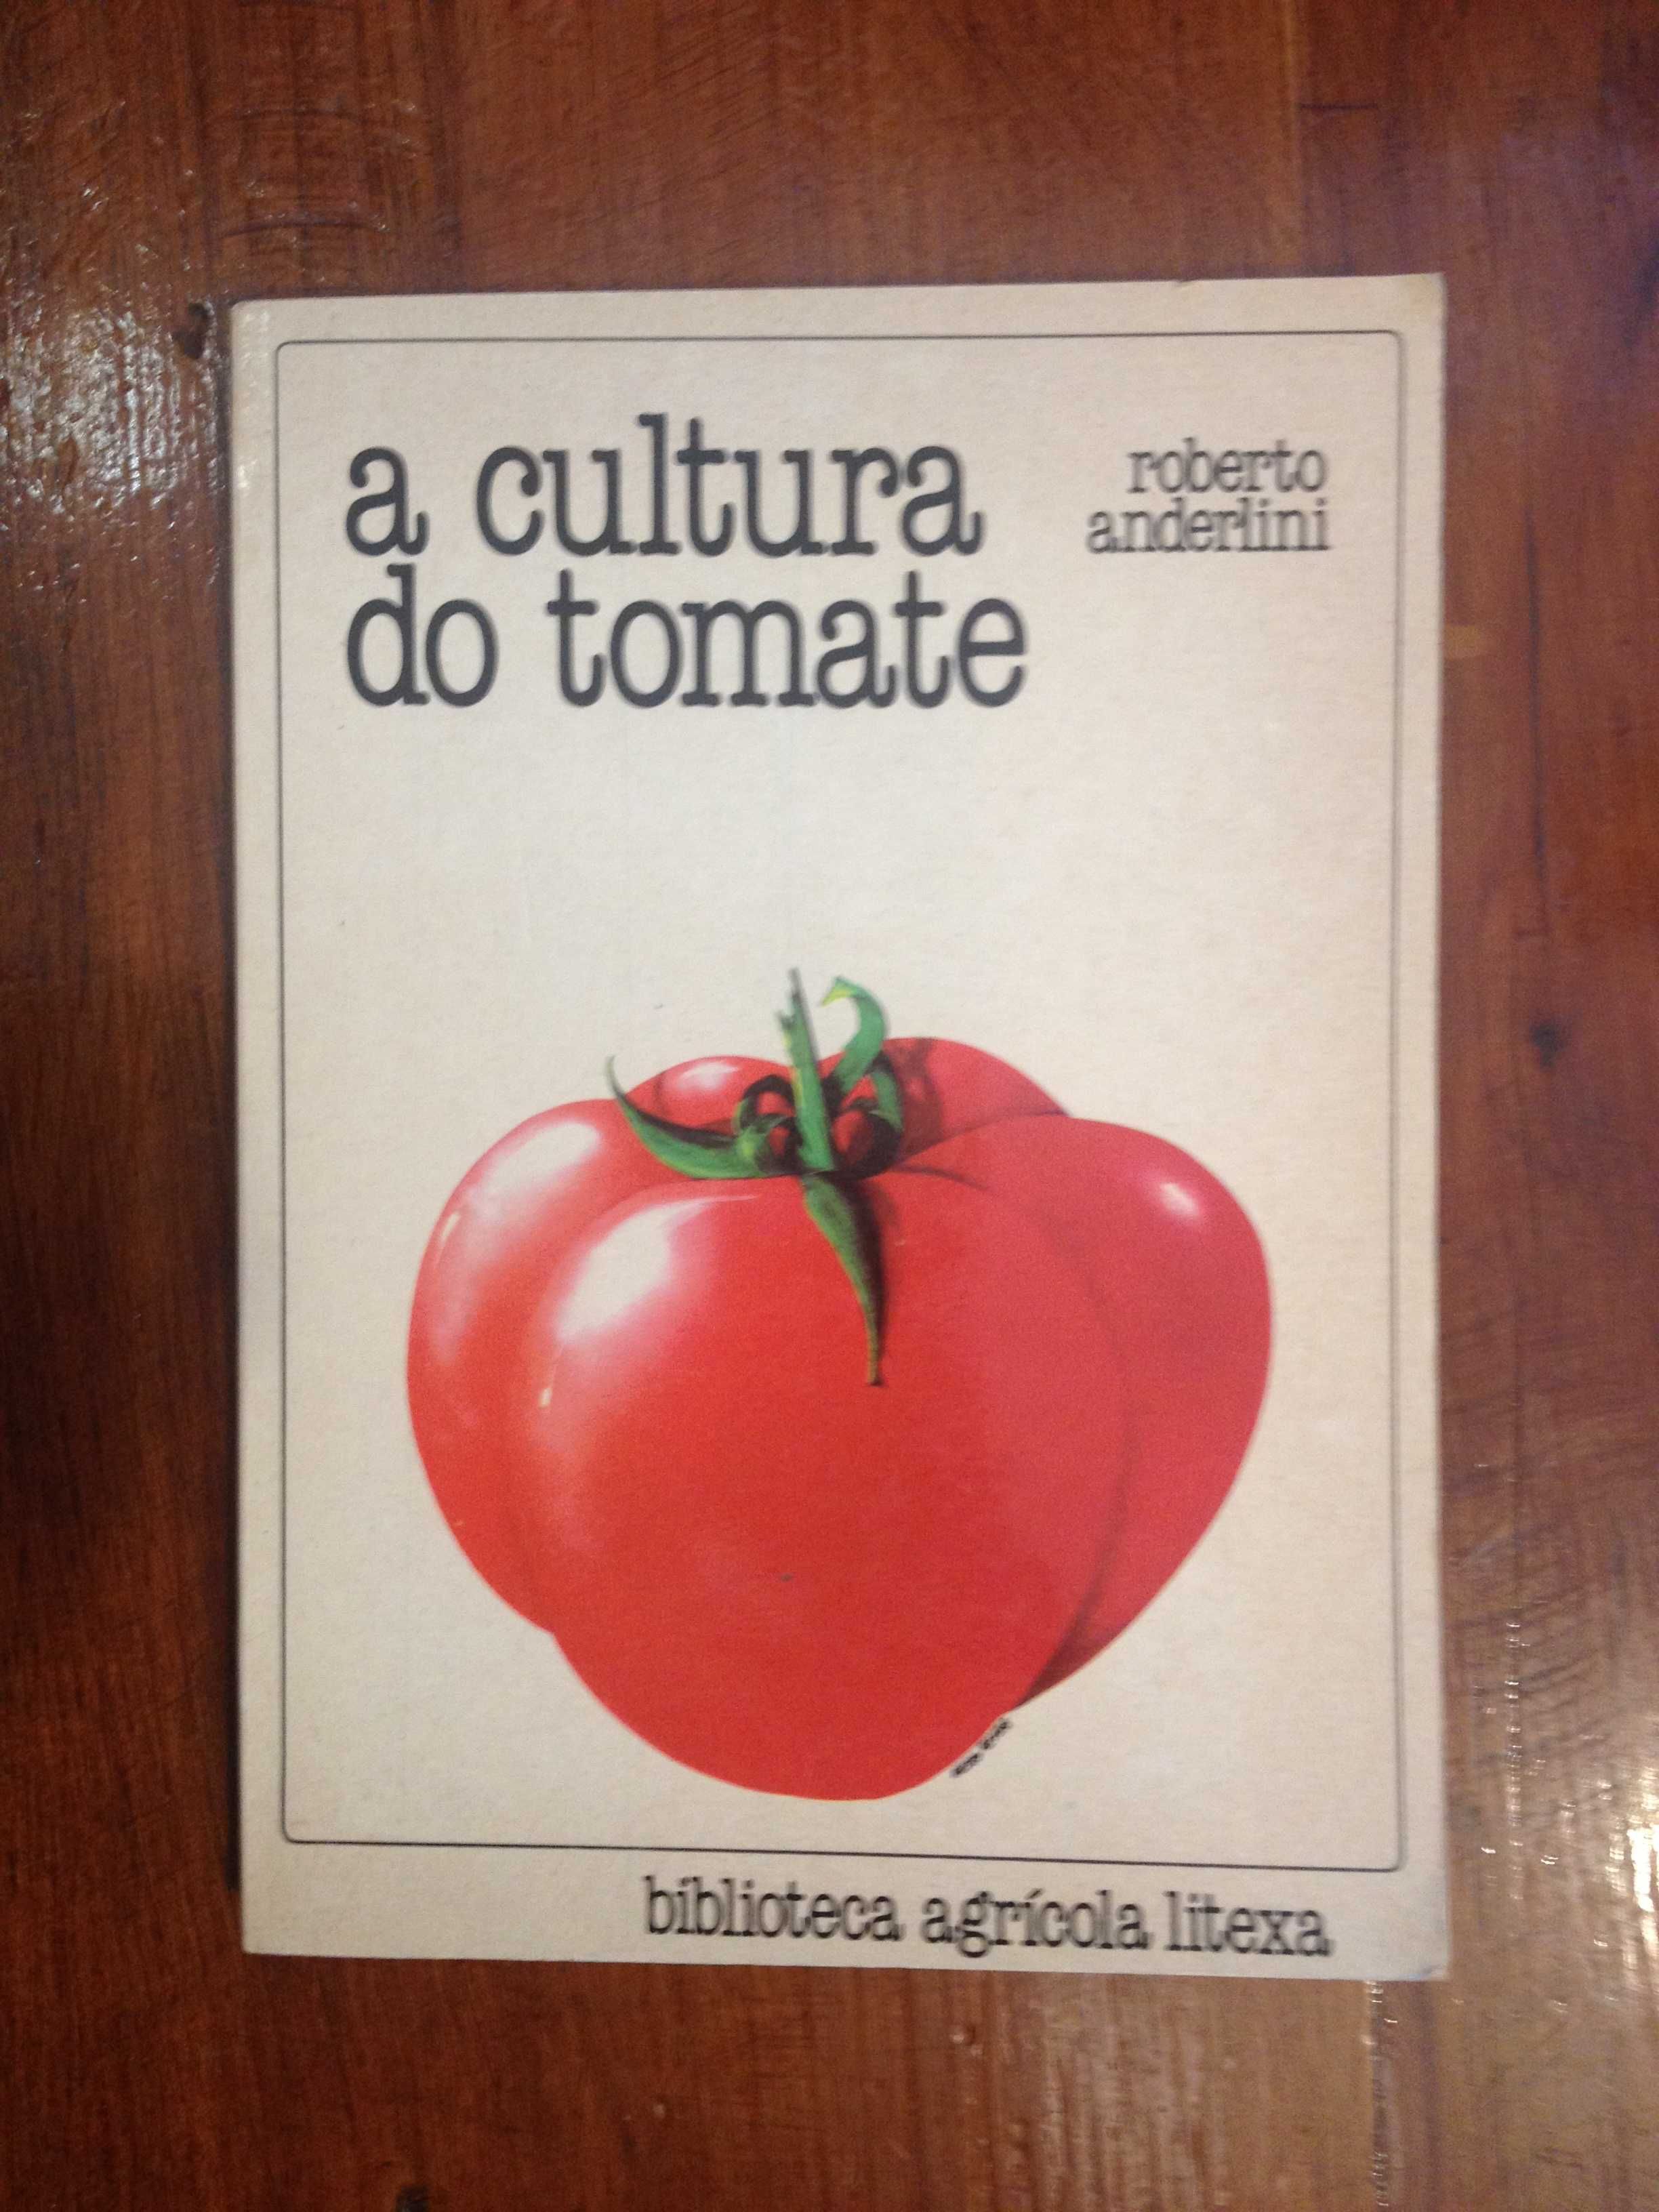 a cultura
do tomate
roberto
anderlini
biblioteca agrícola litexa